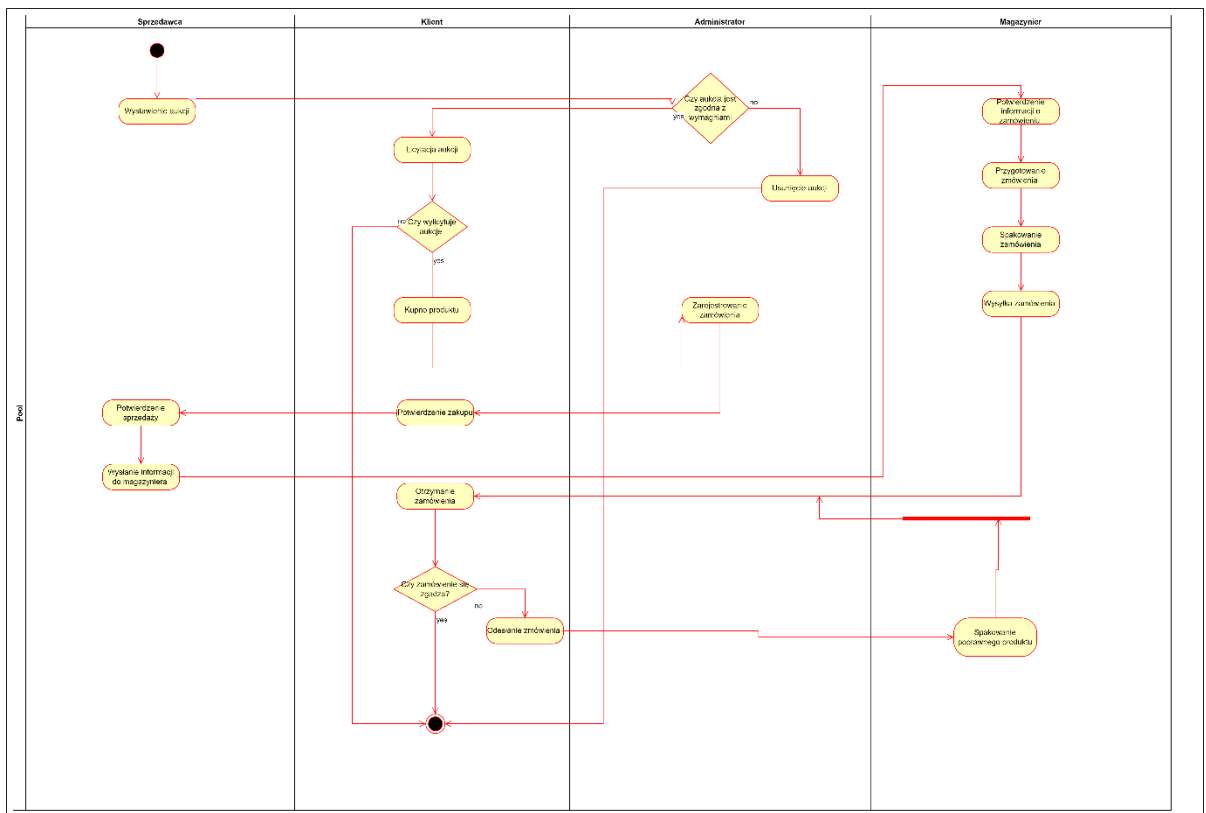 Sprzedawca
Klient
Administrator
Magazynier
Pool
Wystawienie aukcji
Czy aukcja jest
zgodna z
wymagniami
no
yes
Potwierdzenie
informacji o
zamówieniu
Licytacja aukcji
Usunięcie aukcji
Przygotowanie
zmówienia
no
Czy wylicytuje
aukcje
yes
Spakowanie
zamówienia
Kupno produktu
Zarejestrowanie
zamówienia
Wysyłka zamówienia
Potwierdzenie
sprzedaży
Potwierdzenie zakupu
Wysłanie informacji
do magazyniera
Otrzymanie
zamówienia
Czy zamówienie się
zgadza?
no
yes
Odesłanie zmówienia
Spakowanie
poprawnego produktu